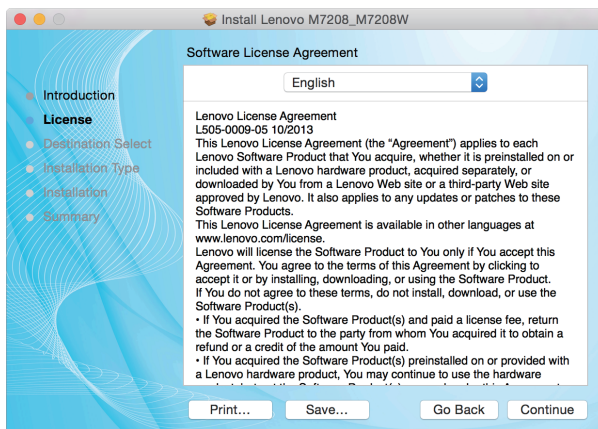 Install Lenovo M7208_M7208W
Software License Agreement
English
Introduction
License
Destination Select
Installation Type
Installation
Summary
Lenovo License Agreement
L505-0009-05 10/2013
This Lenovo License Agreement (the “Agreement”) applies to each
Lenovo Software Product that You acquire, whether it is preinstalled on or
included with a Lenovo hardware product, acquired separately, or
downloaded by You from a Lenovo Web site or a third-party Web site
approved by Lenovo. It also applies to any updates or patches to these
Software Products.
This Lenovo License Agreement is available in other languages at
www.lenovo.com/license.
Lenovo will license the Software Product to You only if You accept this
Agreement. You agree to the terms of this Agreement by clicking to
accept it or by installing, downloading, or using the Software Product.
If You do not agree to these terms, do not install, download, or use the
Software Product(s).
• If You acquired the Software Product(s) and paid a license fee, return
the Software Product to the party from whom You acquired it to obtain a
refund or a credit of the amount You paid.
• If You acquired the Software Product(s) preinstalled on or provided with
a Lenovo hardware product, You may continue to use the hardware
Print...
Save...
Go Back
Continue